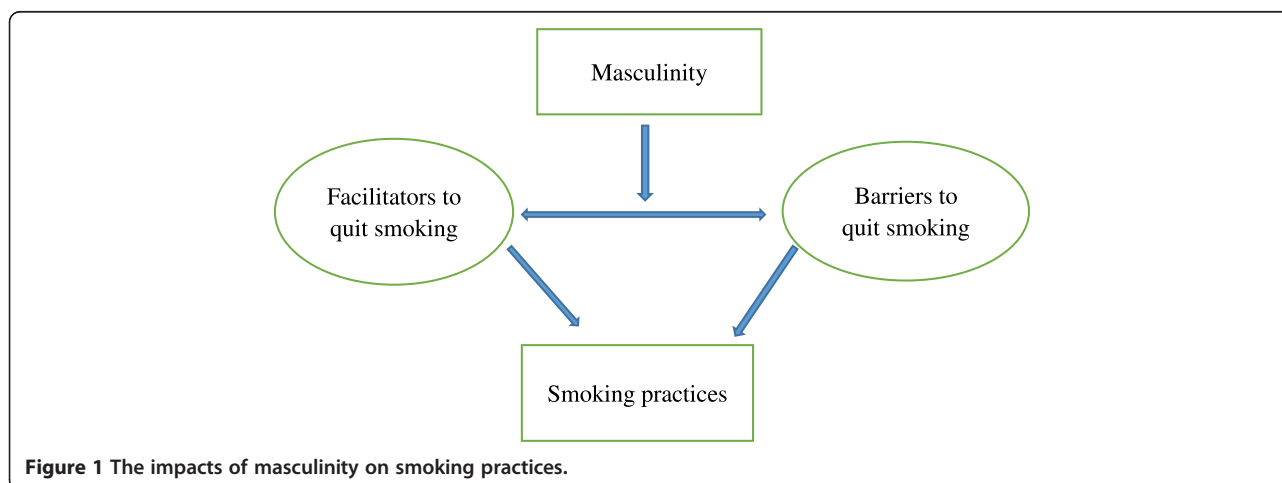 Masculinity
Facilitators to
quit smoking
Barriers to
quit smoking
Smoking practices
Figure 1 The impacts of masculinity on smoking practices.